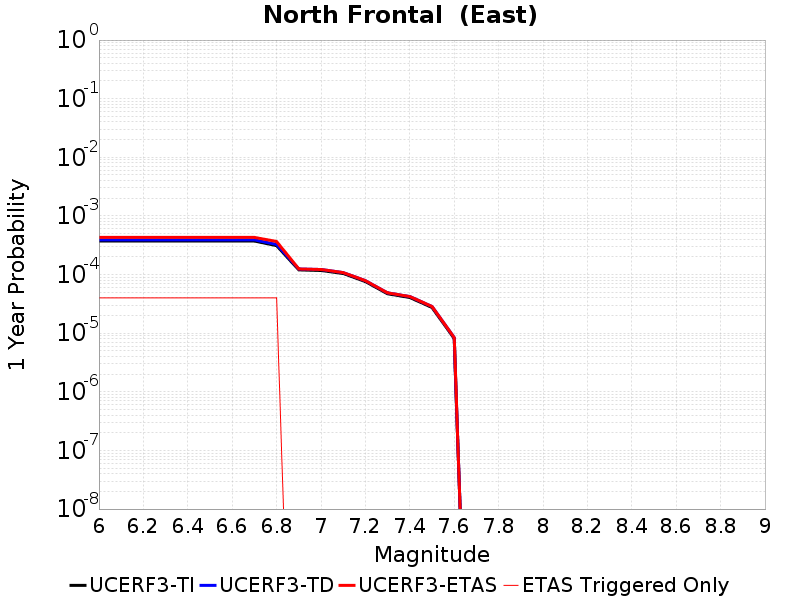 North Frontal  (East)
1 Year Probability
10^0
10^-1
10^-2
10^-3
10^-4
10^-5
10^-6
10^-7
10^-8
6 6.2 6.4 6.6 6.8 7 7.2 7.4 7.6 7.8 8 8.2 8.4 8.6 8.8 9
Magnitude
UCERF3-TI UCERF3-TD UCERF3-ETAS ETAS Triggered Only